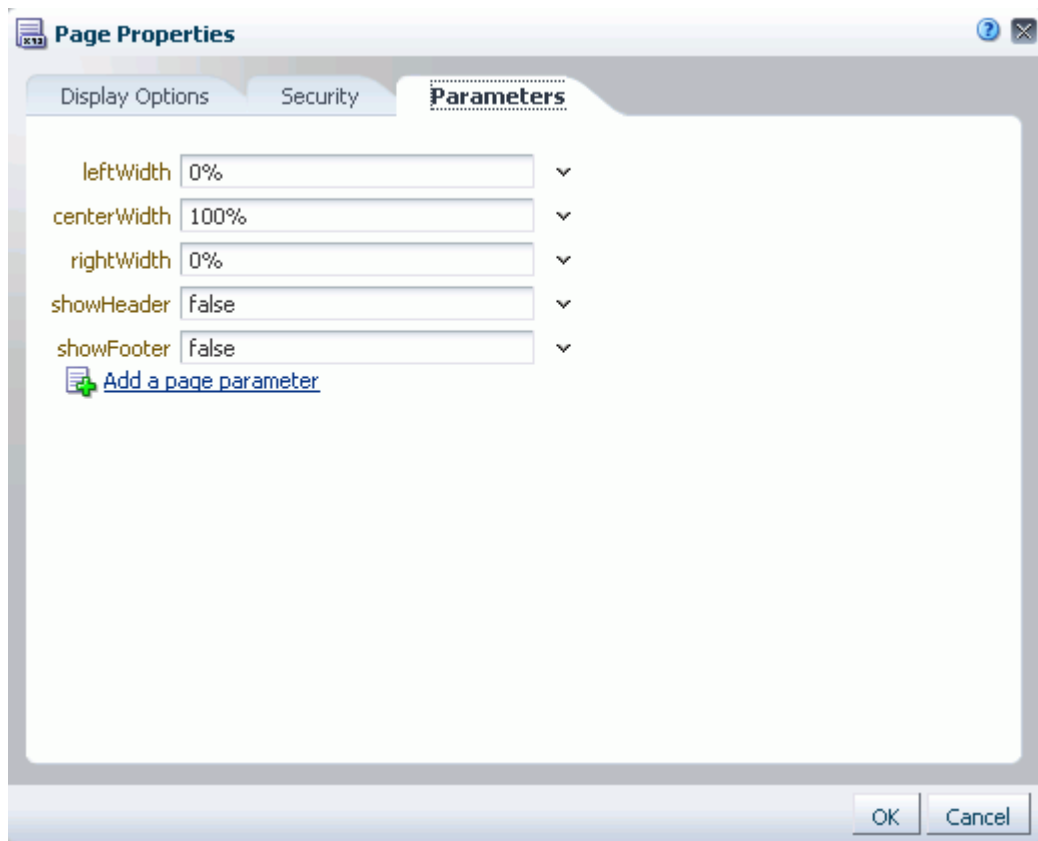 Page Properties
Display Options Security Parameters
leftWidth 0%
centerWidth 100%
rightWidth 0%
showHeader false
showFooter false
Add a page parameter
OK Cancel